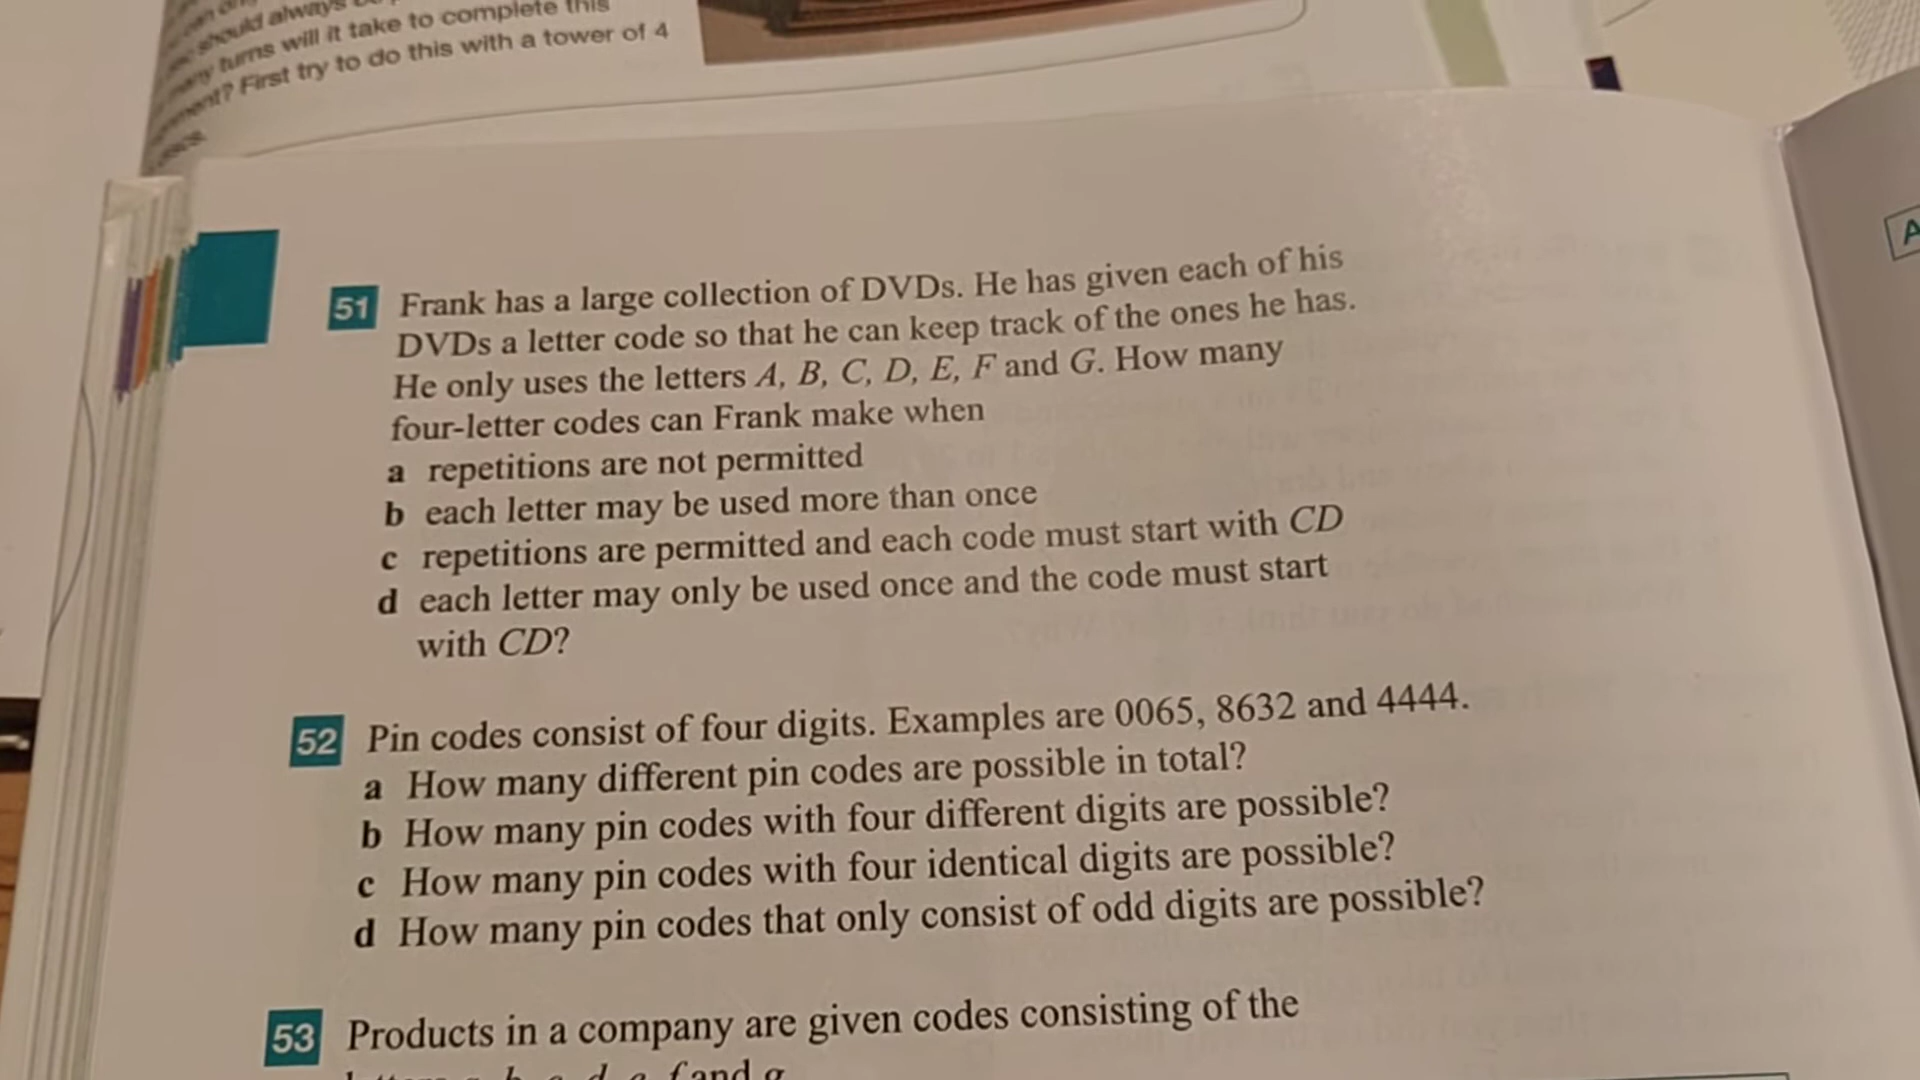 should always
turns will it take to complete this
First try to do this with a tower of 4
A
51 Frank has a large collection of DVDs. He has given each of his
DVDs a letter code so that he can keep track of the ones he has.
He only uses the letters A, B, C, D, E, F and G. How many
four-letter codes can Frank make when
a repetitions are not permitted
b each letter may be used more than once
c repetitions are permitted and each code must start with CD
d each letter may only be used once and the code must start
with CD?
52 Pin codes consist of four digits. Examples are 0065, 8632 and 4444.
a How many different pin codes are possible in total?
b How many pin codes with four different digits are possible?
c How many pin codes with four identical digits are possible?
d How many pin codes that only consist of odd digits are possible?
53 Products in a company are given codes consisting of the
f and g